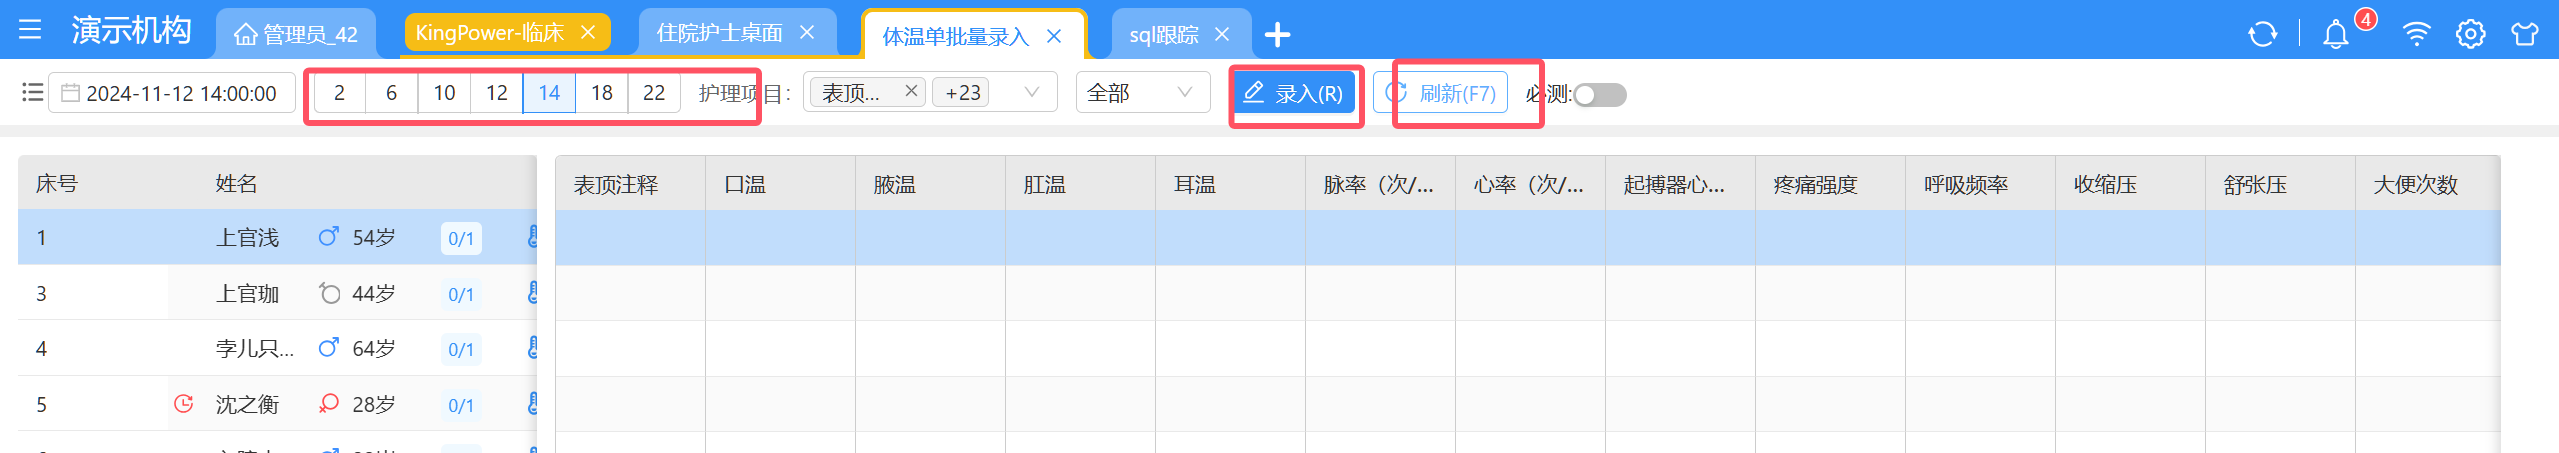 演示机构 管理员_42 KingPower-临床 住院护士桌面 体温单批量录入 sql跟踪 4
2024-11-12 14:00:00 2 6 10 12 14 18 22 护理项目: 表顶... +23 全部 录入(R) 刷新(F7) 必测:
床号 姓名 表顶注释 口温 腋温 肛温 耳温 脉率（次/... 心率（次/... 起搏器心... 疼痛强度 呼吸频率 收缩压 舒张压 大便次数
1 上官浅 54岁 0/1
3 上官珈 44岁 0/1
4 李儿只... 64岁 0/1
5 沈之衡 28岁 0/1